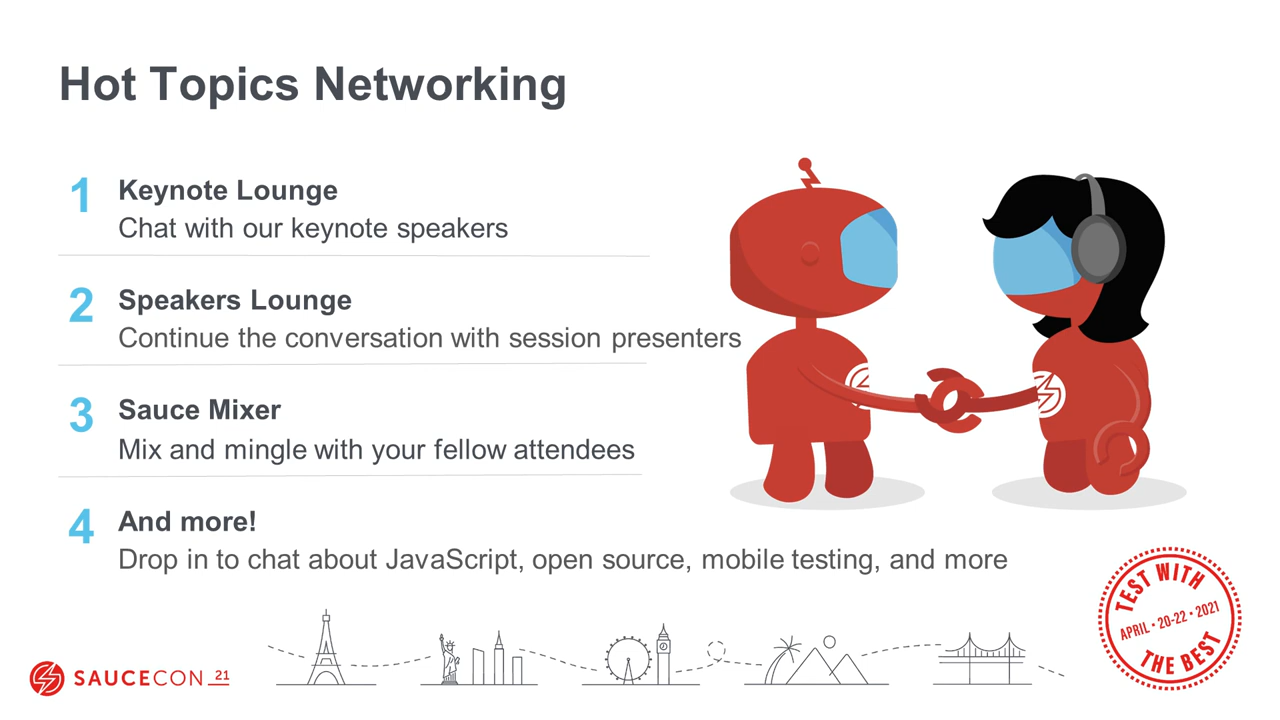 Hot Topics Networking
1
Keynote Lounge
Chat with our keynote speakers
2
Speakers Lounge
Continue the conversation with session presenters
3
Sauce Mixer
Mix and mingle with your fellow attendees
4
And more!
Drop in to chat about JavaScript, open source, mobile testing, and more
TEST WITH
APRIL • 20-22 • 2021
THE BEST
SAUCECON 21